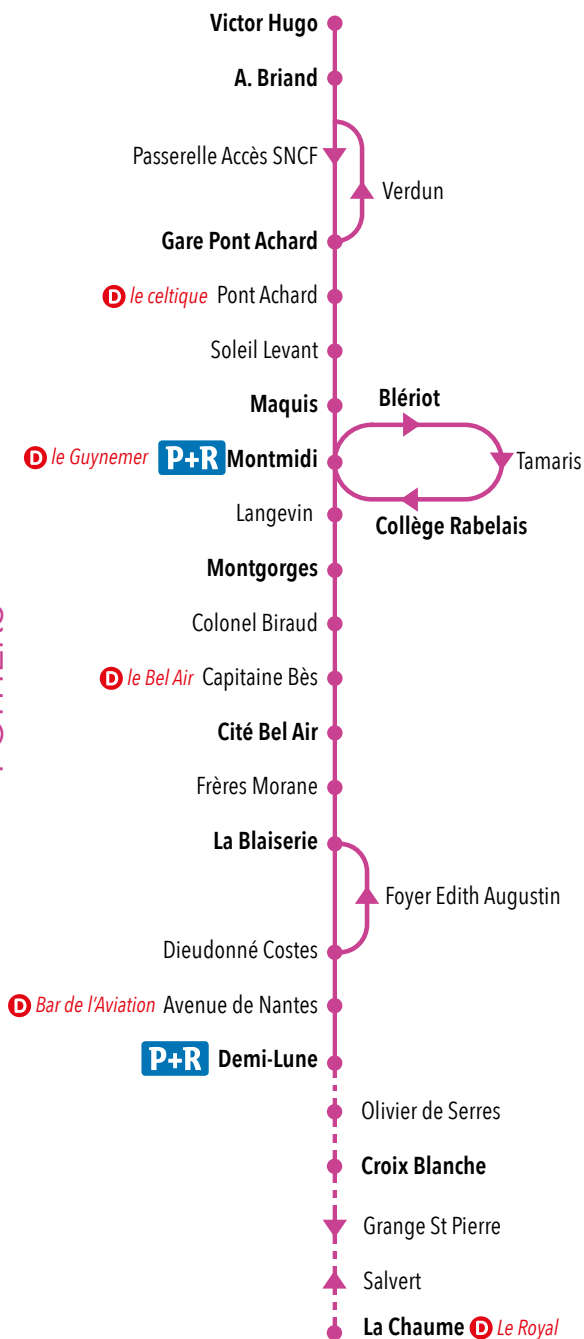 Victor Hugo
A. Briand
Passerelle Accès SNCF
Verdun
Gare Pont Achard
D le celtique Pont Achard
Soleil Levant
Maquis
Blériot
D le Guynemer P+R Montmidi
Tamaris
Langevin
Collège Rabelais
Montgorges
Colonel Biraud
D le Bel Air Capitaine Bès
Cité Bel Air
Frères Morane
La Blaiserie
Foyer Edith Augustin
Dieudonné Costes
D Bar de l'Aviation Avenue de Nantes
P+R Demi-Lune
Olivier de Serres
Croix Blanche
Grange St Pierre
Salvert
La Chaume D Le Royal